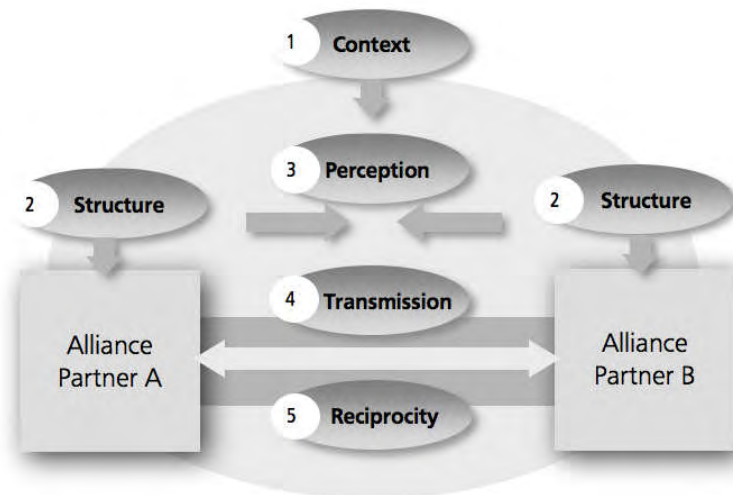 1 Context
3 Perception
2 Structure
2 Structure
4 Transmission
Alliance
Partner A
Alliance
Partner B
5 Reciprocity